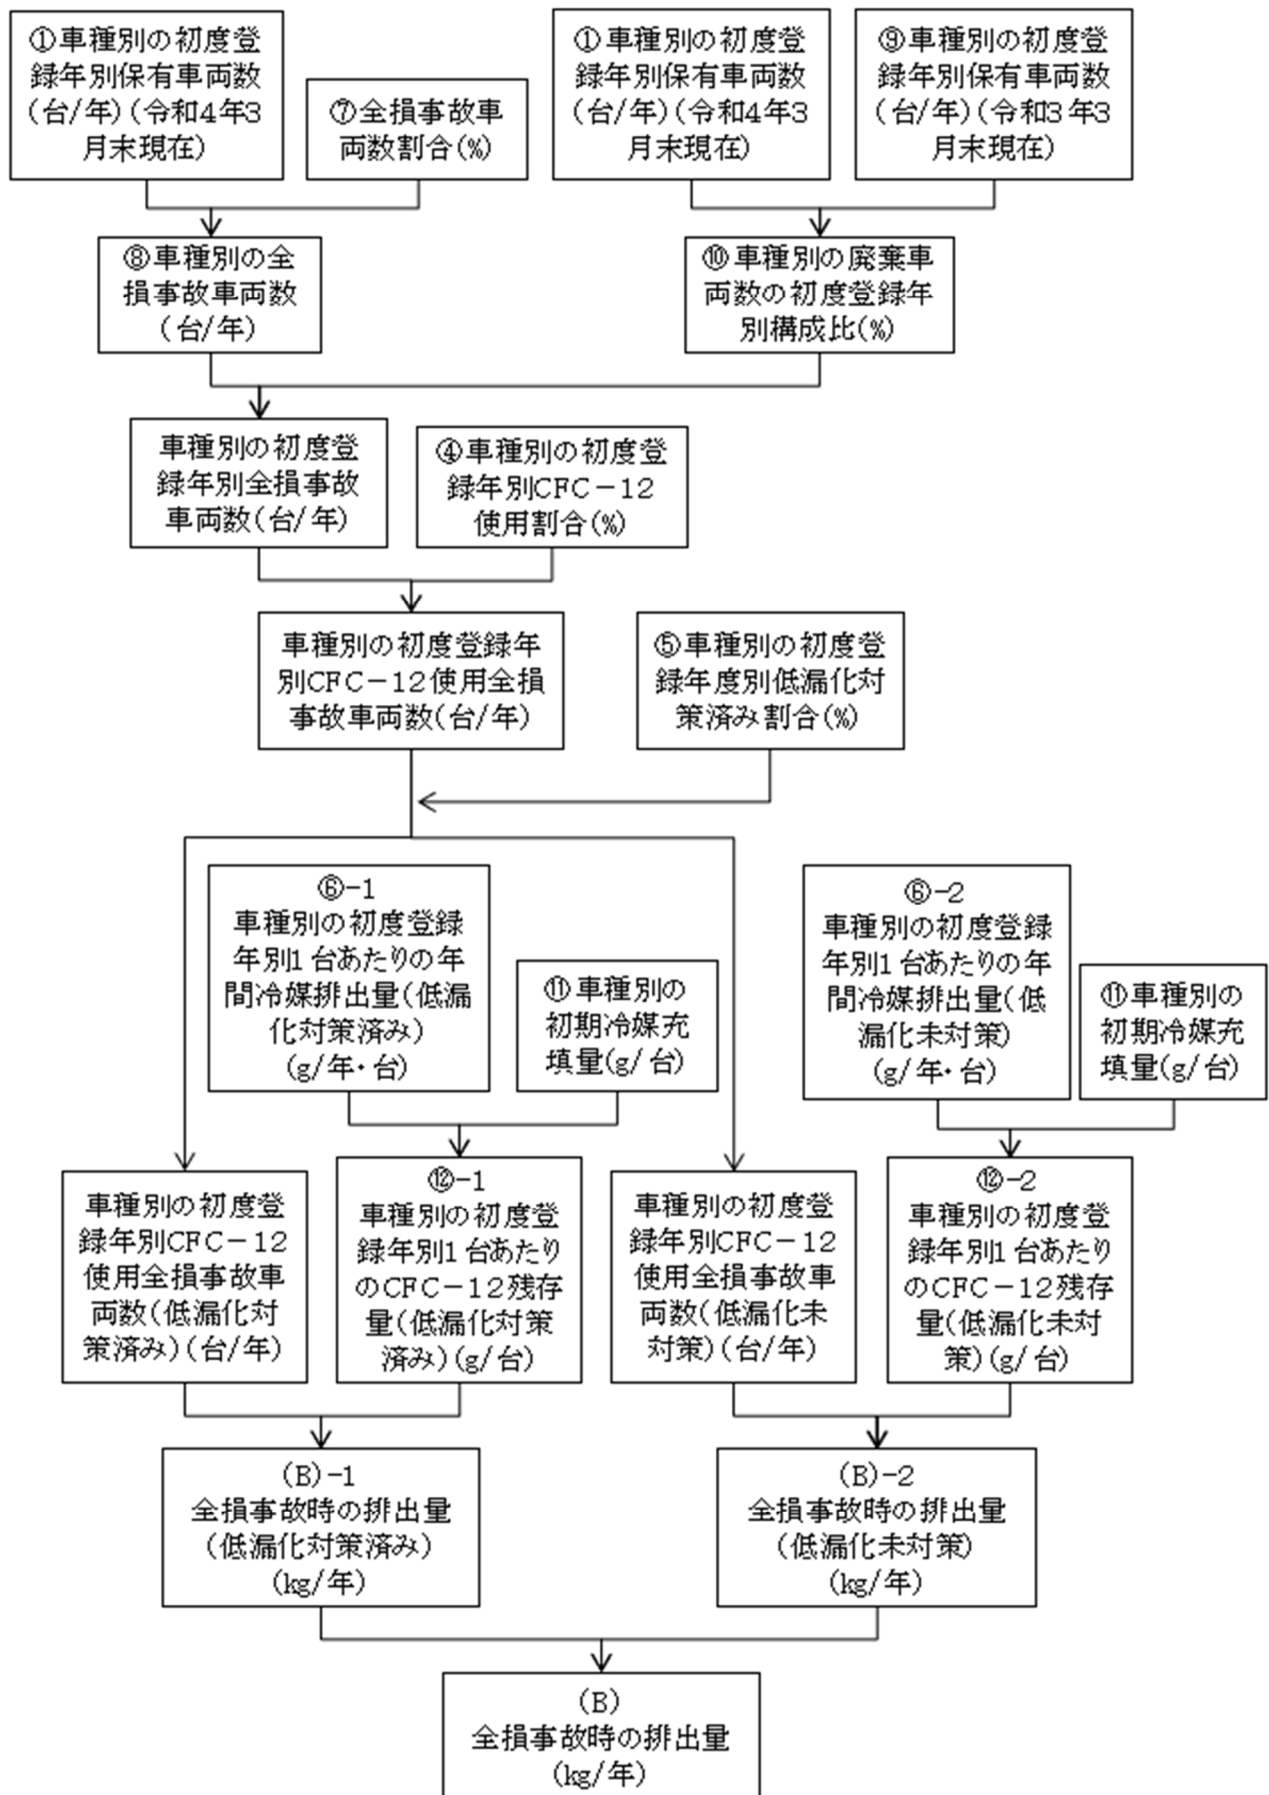 ①車種別の初度登
録年別保有車両数
(台/年)(令和4年3
月末現在)
⑦全損事故車
両数割合(%)
①車種別の初度登
録年別保有車両数
(台/年)(令和4年3
月末現在)
⑨車種別の初度登
録年別保有車両数
(台/年)(令和3年3
月末現在)
⑧車種別の全
損事故車両数
(台/年)
⑩車種別の廃棄車
両数の初度登録年
別構成比(%)
車種別の初度登
録年別全損事故
車両数(台/年)
④車種別の初度登
録年別CFC-12
使用割合(%)
車種別の初度登録年
別CFC-12使用全損
事故車両数(台/年)
⑤車種別の初度登
録年度別低漏化対
策済み割合(%)
⑥-1
車種別の初度登録
年別1台あたりの年
間冷媒排出量(低漏
化対策済み)
(g/年・台)
⑪車種別の
初期冷媒充
填量(g/台)
⑥-2
車種別の初度登録
年別1台あたりの年
間冷媒排出量(低
漏化未対策)
(g/年・台)
⑪車種別の
初期冷媒充
填量(g/台)
車種別の初度登
録年別CFC-12
使用全損事故車
両数(低漏化対
策済み)(台/年)
⑫-1
車種別の初度登
録年別1台あたり
のCFC-12残存
量(低漏化対策
済み)(g/台)
車種別の初度登
録年別CFC-12
使用全損事故車
両数(低漏化未
対策)(台/年)
⑫-2
車種別の初度登
録年別1台あたり
のCFC-12残存
量(低漏化未対
策)(g/台)
(B)-1
全損事故時の排出量
(低漏化対策済み)
(kg/年)
(B)-2
全損事故時の排出量
(低漏化未対策)
(kg/年)
(B)
全損事故時の排出量
(kg/年)